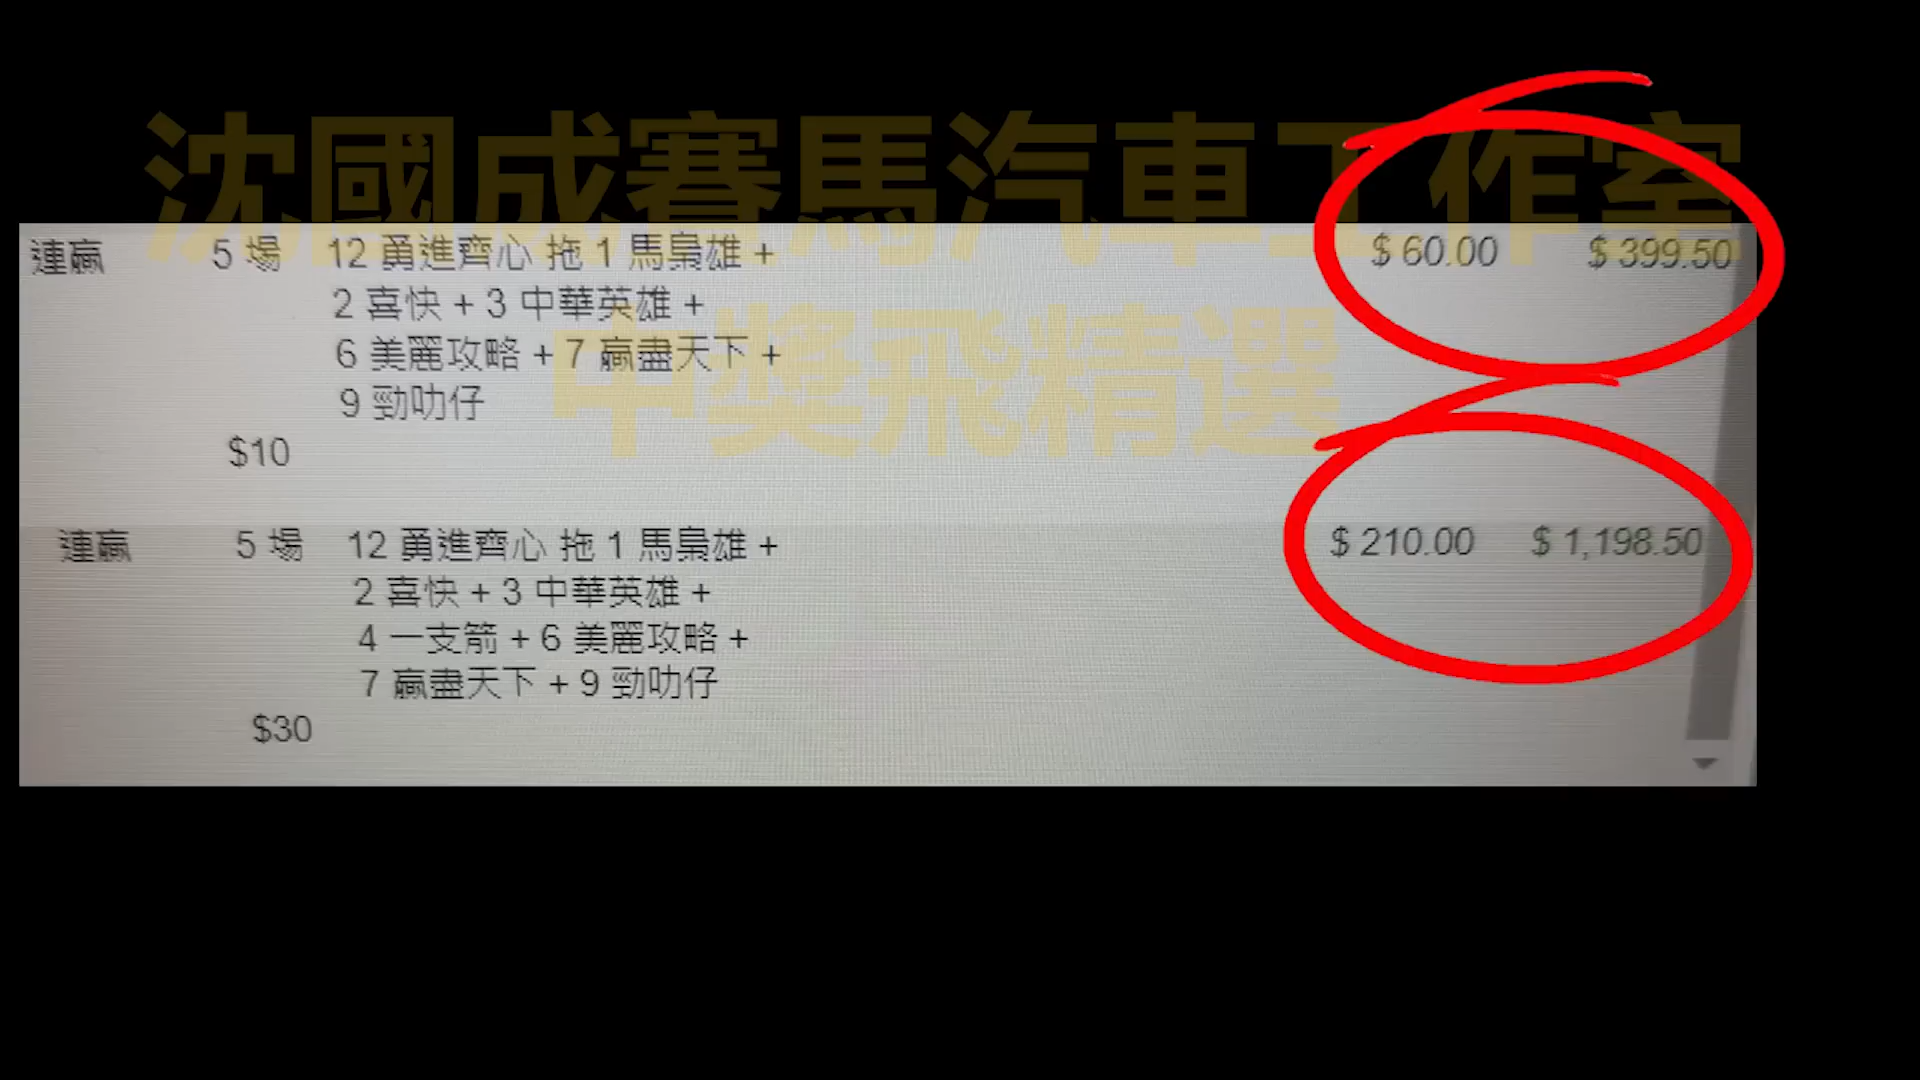 沈國成賽馬汽車工作室
中獎飛精選
連贏 5 場 12 勇進齊心 拖 1 馬梟雄 + $ 60.00 $ 399.50
2 喜快 + 3 中華英雄 +
6 美麗攻略 + 7 贏盡天下 +
9 勁叻仔
$10
連贏 5 場 12 勇進齊心 拖 1 馬梟雄 + $ 210.00 $ 1,198.50
2 喜快 + 3 中華英雄 +
4 一支箭 + 6 美麗攻略 +
7 贏盡天下 + 9 勁叻仔
$30